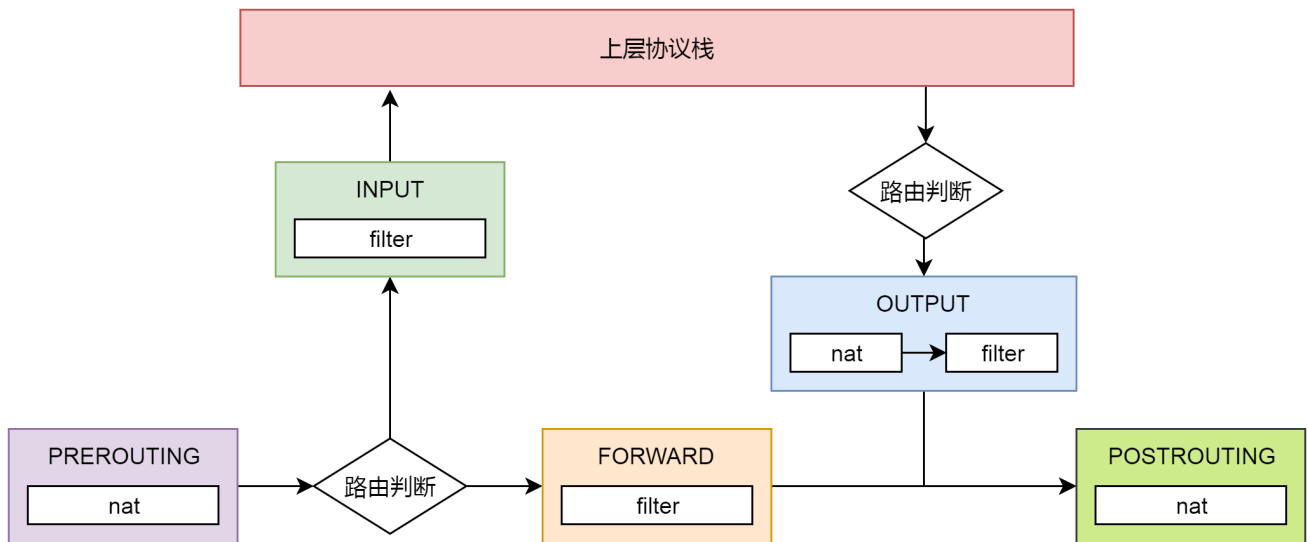 上层协议栈
INPUT
filter
路由判断
OUTPUT
nat
filter
PREROUTING
nat
路由判断
FORWARD
filter
POSTROUTING
nat